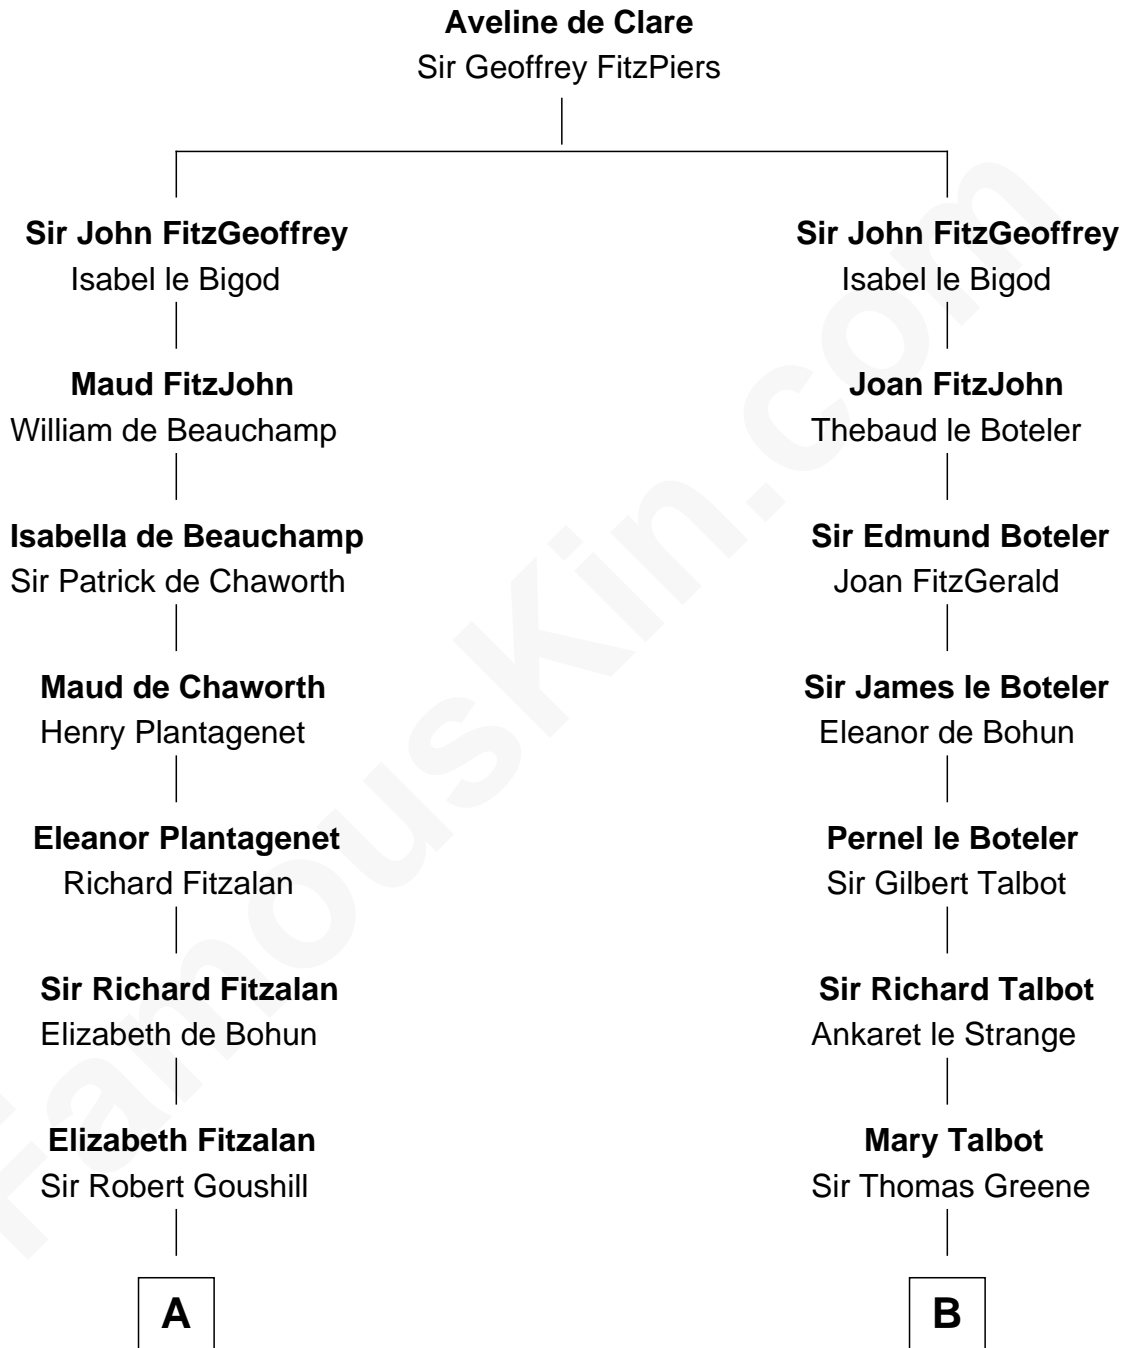 Aveline de Clare
Sir Geoffrey FitzPiers
Sir John FitzGeoffrey
Isabel le Bigod
Sir John FitzGeoffrey
Isabel le Bigod
Maud FitzJohn
William de Beauchamp
Joan FitzJohn
Thebaud le Boteler
Isabella de Beauchamp
Sir Patrick de Chaworth
Sir Edmund Boteler
Joan FitzGerald
Maud de Chaworth
Henry Plantagenet
Sir James le Boteler
Eleanor de Bohun
Eleanor Plantagenet
Richard Fitzalan
Pernel le Boteler
Sir Gilbert Talbot
Sir Richard Fitzalan
Elizabeth de Bohun
Sir Richard Talbot
Ankaret le Strange
Elizabeth Fitzalan
Sir Robert Goushill
Mary Talbot
Sir Thomas Greene
A
B
FamousKin.com